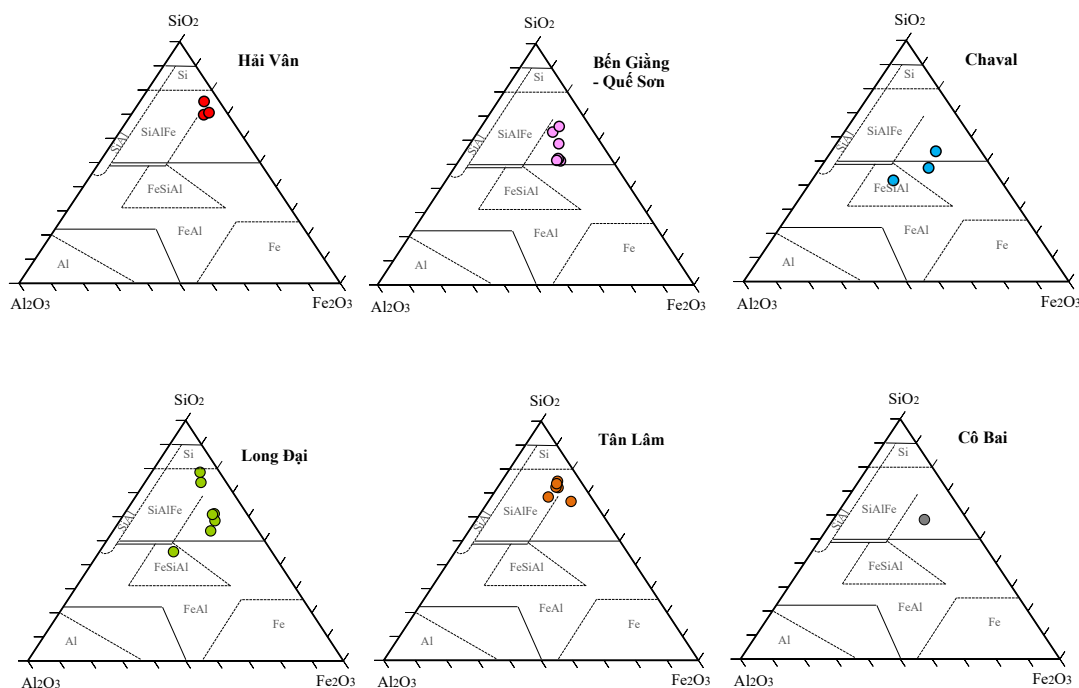 SiO₂
Hải Vân
Si
SiAl
SiAlFe
FeSiAl
FeAl
Al
Fe
Al₂O₃
Fe₂O₃
SiO₂
Bến Giằng
- Quế Sơn
Si
SiAl
SiAlFe
FeSiAl
FeAl
Al
Fe
Al₂O₃
Fe₂O₃
SiO₂
Chaval
Si
SiAl
SiAlFe
FeSiAl
FeAl
Al
Fe
Al₂O₃
Fe₂O₃
SiO₂
Long Đại
Si
SiAl
SiAlFe
FeSiAl
FeAl
Al
Fe
Al₂O₃
Fe₂O₃
SiO₂
Tân Lâm
Si
SiAl
SiAlFe
FeSiAl
FeAl
Al
Fe
Al₂O₃
Fe₂O₃
SiO₂
Cô Bai
Si
SiAl
SiAlFe
FeSiAl
FeAl
Al
Fe
Al₂O₃
Fe₂O₃